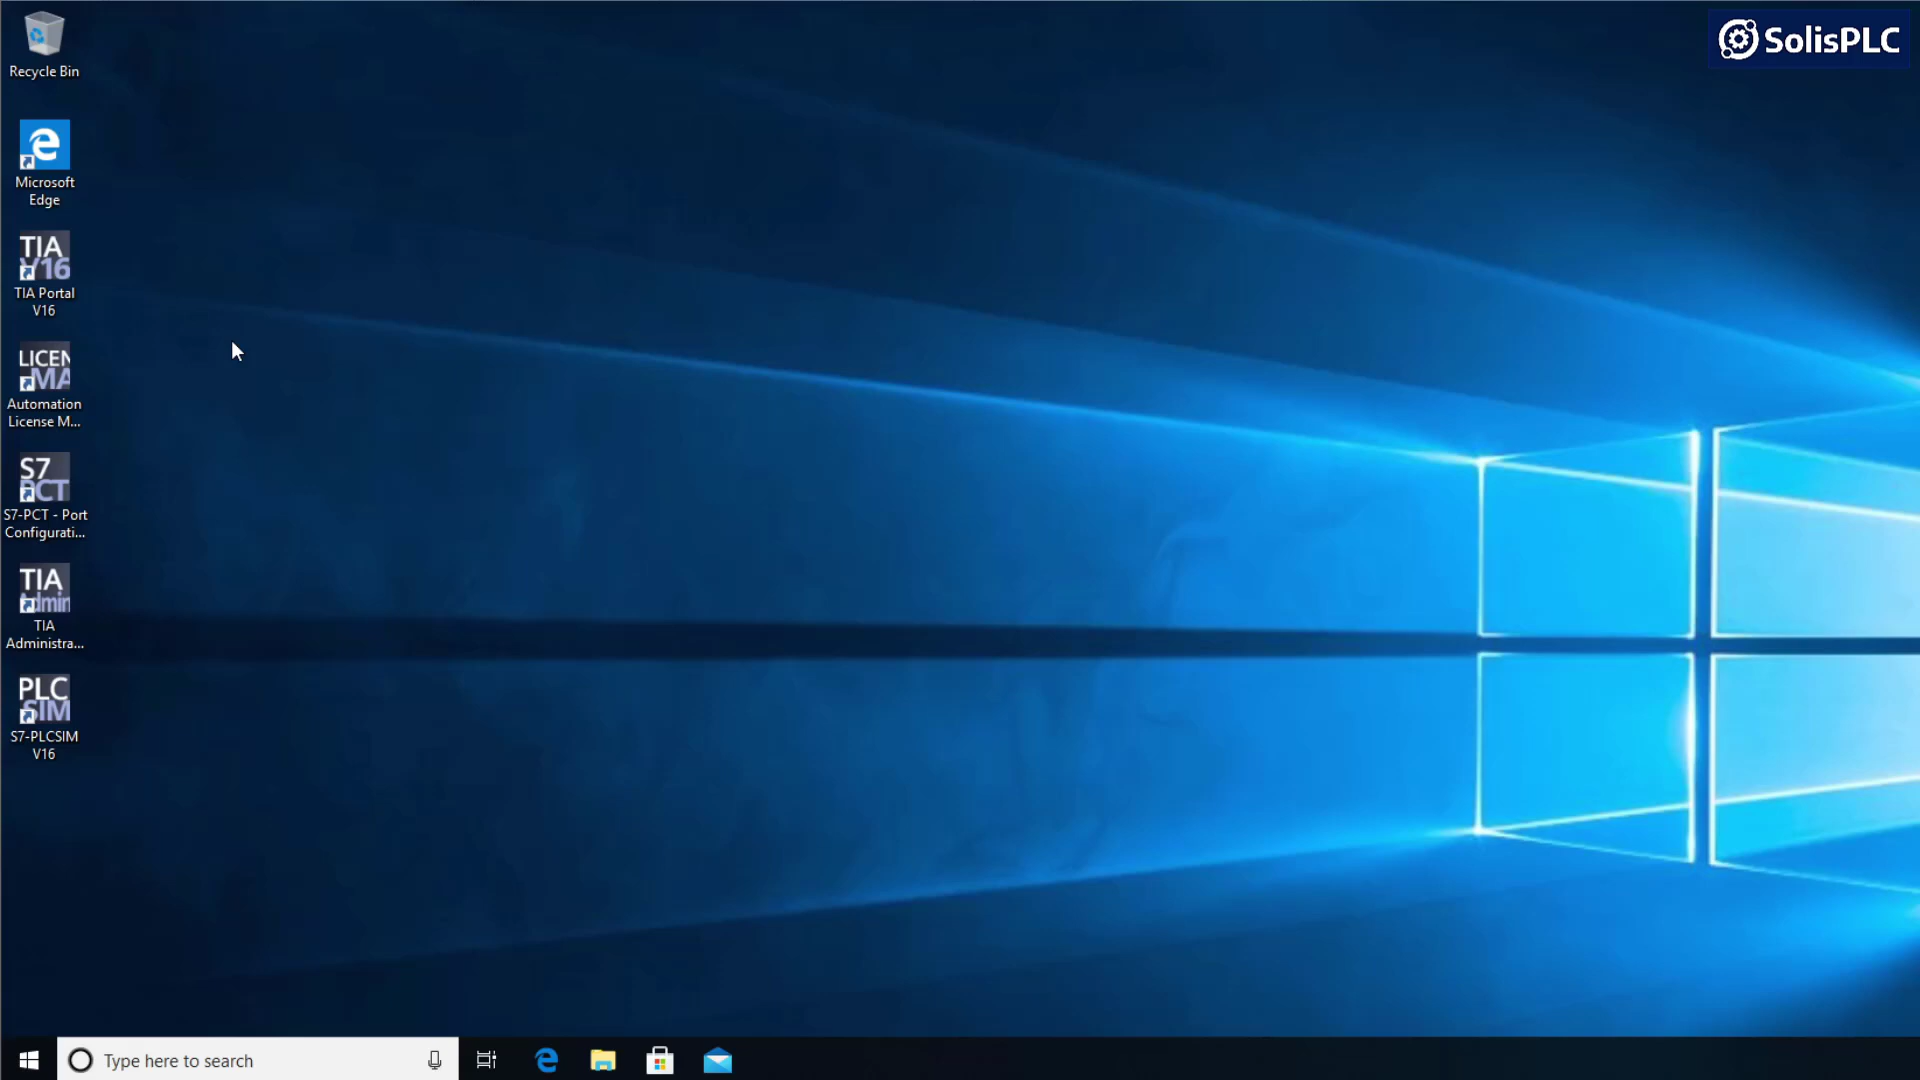 SolisPLC
Recycle Bin
Microsoft
Edge
TIA
V16
TIA Portal
V16
LICEN
MA
Automation
License M...
S7
PCT
S7-PCT - Port
Configurati...
TIA
Admin
TIA
Administra...
PLC
SIM
S7-PLCSIM
V16
Type here to search